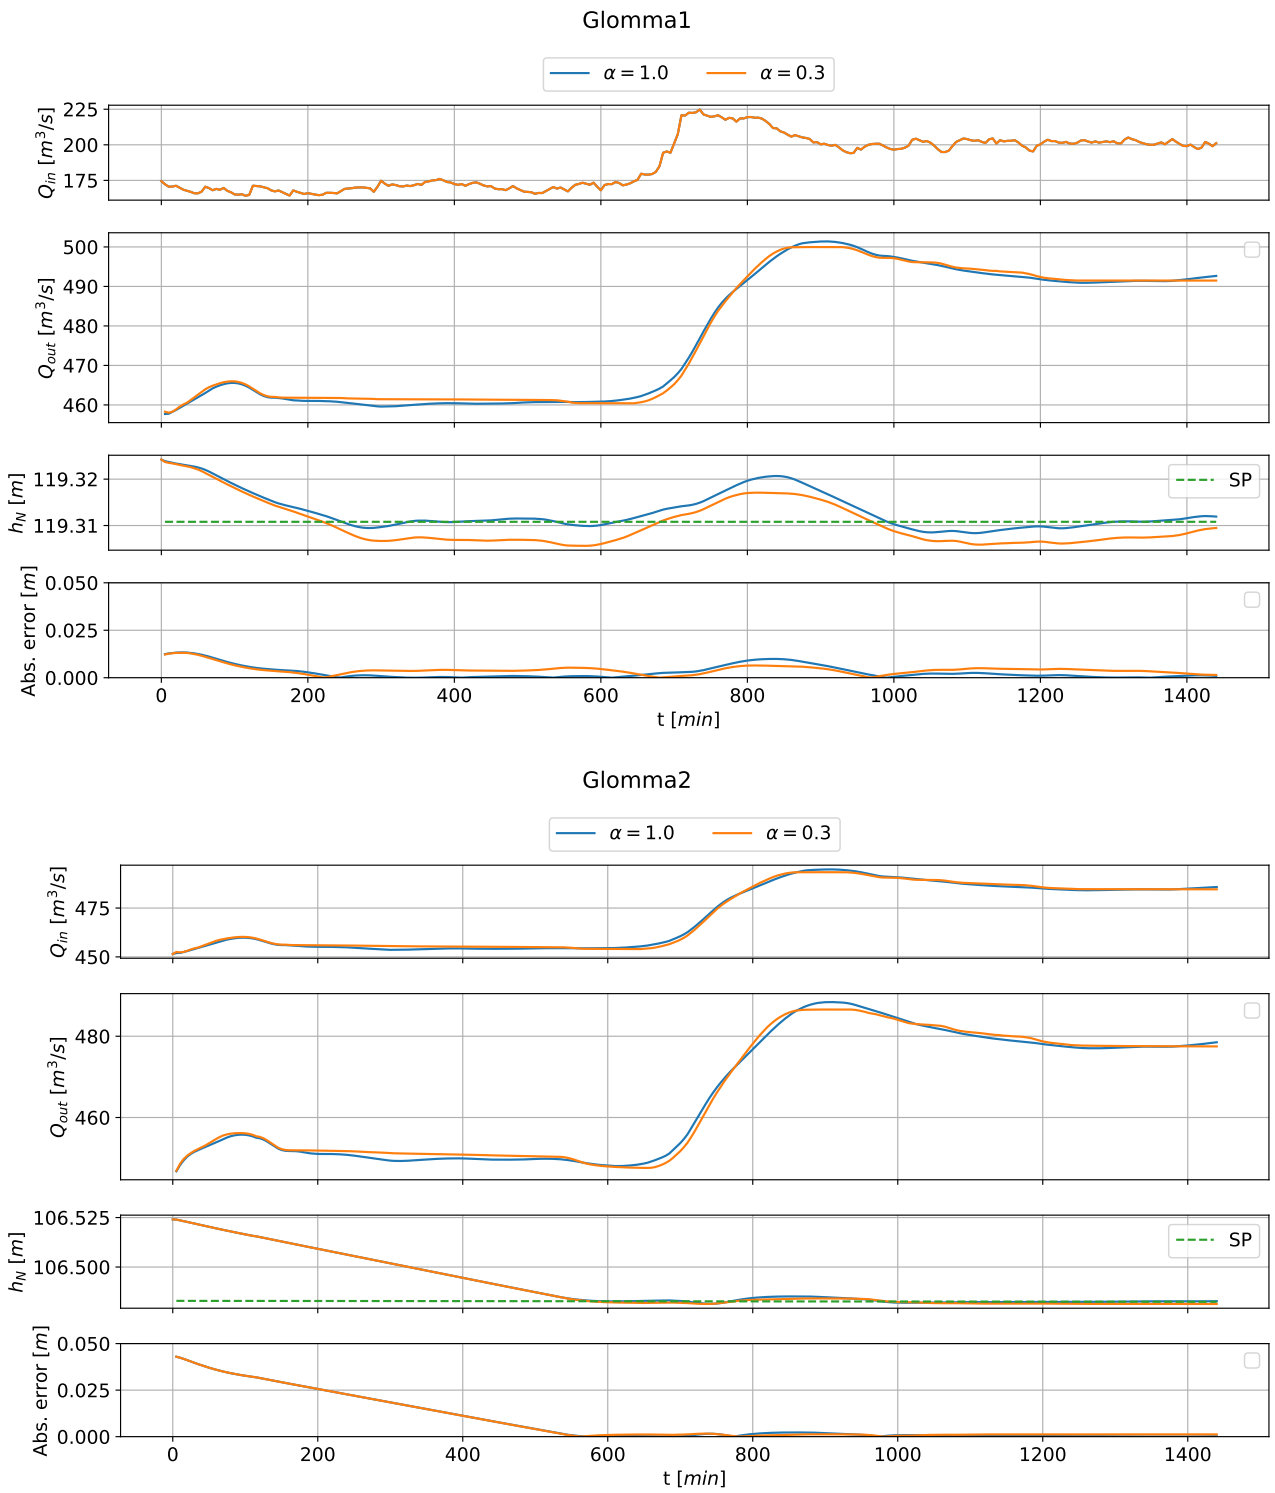 Glomma1
α = 1.0 α = 0.3
Q_in [m³/s]
225
200
175
Q_out [m³/s]
500
490
480
470
460
h_N [m]
119.32
119.31
SP
Abs. error [m]
0.050
0.025
0.000
0 200 400 600 800 1000 1200 1400
t [min]
Glomma2
α = 1.0 α = 0.3
Q_in [m³/s]
475
450
Q_out [m³/s]
480
460
h_N [m]
106.525
106.500
SP
Abs. error [m]
0.050
0.025
0.000
0 200 400 600 800 1000 1200 1400
t [min]